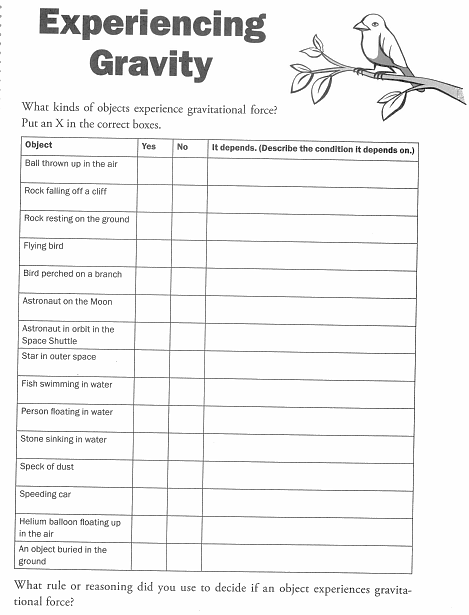 Experiencing
Gravity
What kinds of objects experience gravitational force?
Put an X in the correct boxes.
Object Yes No It depends. (Describe the condition it depends on.)
Ball thrown up in the air
Rock falling off a cliff
Rock resting on the ground
Flying bird
Bird perched on a branch
Astronaut on the Moon
Astronaut in orbit in the
Space Shuttle
Star in outer space
Fish swimming in water
Person floating in water
Stone sinking in water
Speck of dust
Speeding car
Helium balloon floating up
in the air
An object buried in the
ground
What rule or reasoning did you use to decide if an object experiences gravita-
tional force?